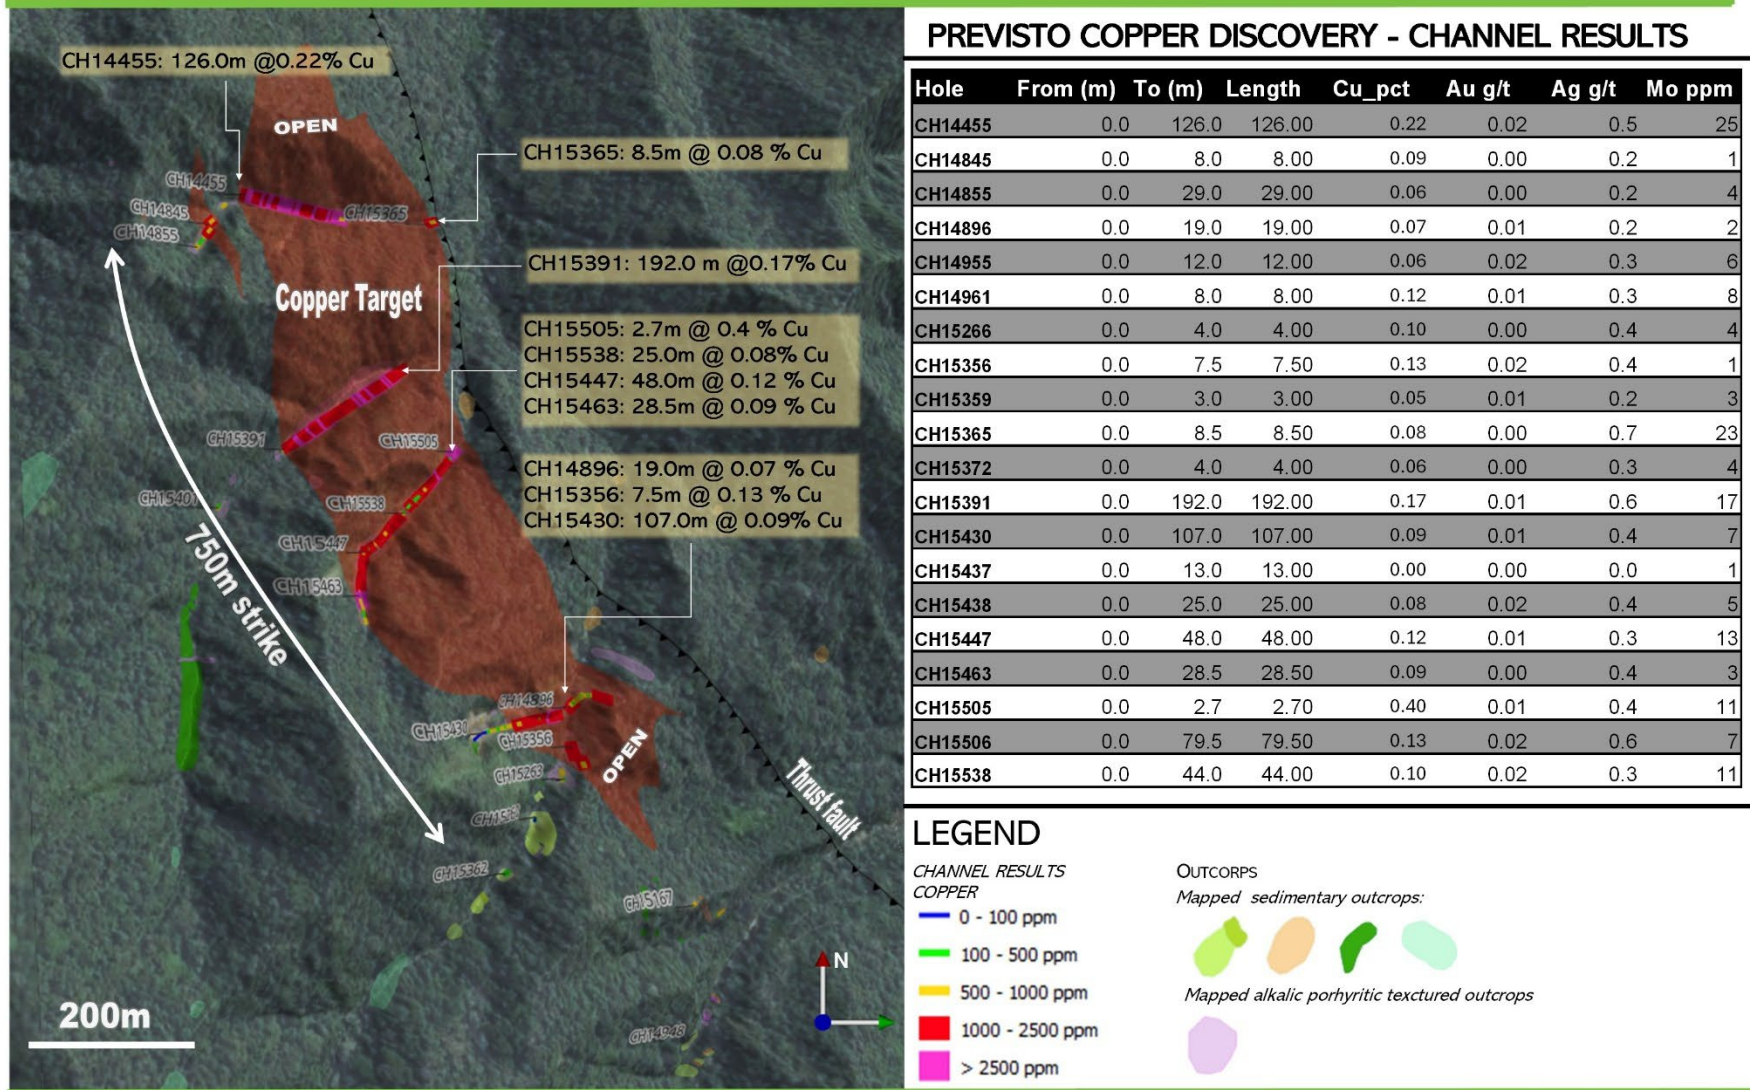 PREVISTO COPPER DISCOVERY - CHANNEL RESULTS
Hole From (m) To (m) Length Cu_pct Au g/t Ag g/t Mo ppm
CH14455 0.0 126.0 126.00 0.22 0.02 0.5 25
CH14845 0.0 8.0 8.00 0.09 0.00 0.2 1
CH14855 0.0 29.0 29.00 0.06 0.00 0.2 4
CH14896 0.0 19.0 19.00 0.07 0.01 0.2 2
CH14955 0.0 12.0 12.00 0.06 0.02 0.3 6
CH14961 0.0 8.0 8.00 0.12 0.01 0.3 8
CH15266 0.0 4.0 4.00 0.10 0.00 0.4 4
CH15356 0.0 7.5 7.50 0.13 0.02 0.4 1
CH15359 0.0 3.0 3.00 0.05 0.01 0.2 3
CH15365 0.0 8.5 8.50 0.08 0.00 0.7 23
CH15372 0.0 4.0 4.00 0.06 0.00 0.3 4
CH15391 0.0 192.0 192.00 0.17 0.01 0.6 17
CH15430 0.0 107.0 107.00 0.09 0.01 0.4 7
CH15437 0.0 13.0 13.00 0.00 0.00 0.0 1
CH15438 0.0 25.0 25.00 0.08 0.02 0.4 5
CH15447 0.0 48.0 48.00 0.12 0.01 0.3 13
CH15463 0.0 28.5 28.50 0.09 0.00 0.4 3
CH15505 0.0 2.7 2.70 0.40 0.01 0.4 11
CH15506 0.0 79.5 79.50 0.13 0.02 0.6 7
CH15538 0.0 44.0 44.00 0.10 0.02 0.3 11
CH14455: 126.0m @0.22% Cu
OPEN
CH15365: 8.5m @ 0.08 % Cu
CH14455
CH14845
CH15365
CH14855
CH15391: 192.0 m @0.17% Cu
Copper Target
CH15505: 2.7m @ 0.4 % Cu
CH15538: 25.0m @ 0.08% Cu
CH15447: 48.0m @ 0.12 % Cu
CH15463: 28.5m @ 0.09 % Cu
CH15391
CH15505
CH14896: 19.0m @ 0.07 % Cu
CH15356: 7.5m @ 0.13 % Cu
CH15430: 107.0m @ 0.09% Cu
CH15401
CH15538
CH15447
CH15463
750m strike
CH14896
CH15430
CH15356
CH15263
OPEN
Thrust fault
CH15362
CH15167
CH14948
N
200m
LEGEND
CHANNEL RESULTS
COPPER
0 - 100 ppm
100 - 500 ppm
500 - 1000 ppm
1000 - 2500 ppm
> 2500 ppm
OUTCORPS
Mapped sedimentary outcrops:
Mapped alkalic porhyritic texctured outcrops